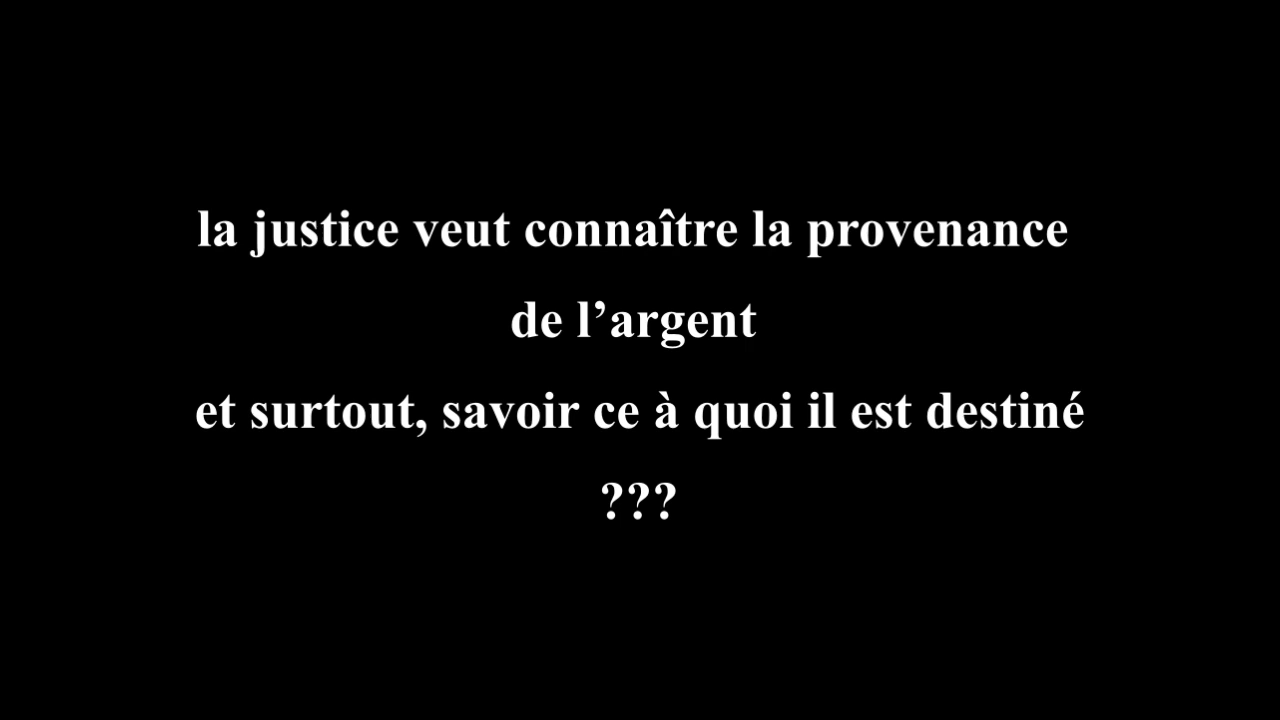 la justice veut connaître la provenance
de l’argent
et surtout, savoir ce à quoi il est destiné
???